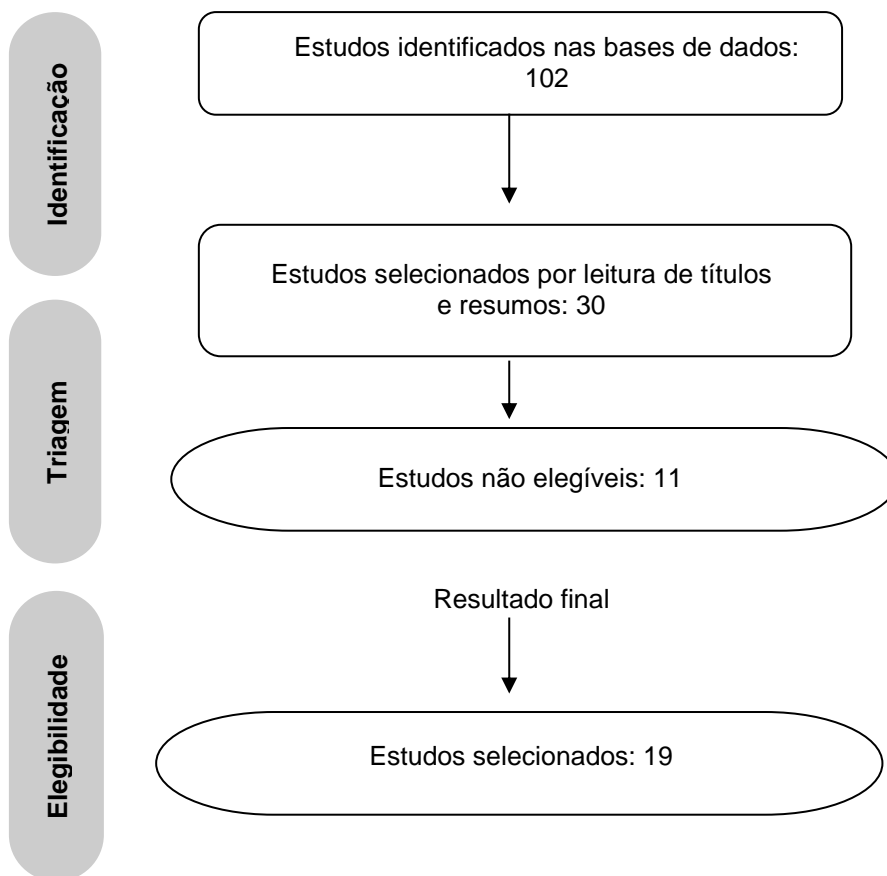 Identificação
Estudos identificados nas bases de dados:
102
Estudos selecionados por leitura de títulos
e resumos: 30
Triagem
Estudos não elegíveis: 11
Resultado final
Elegibilidade
Estudos selecionados: 19